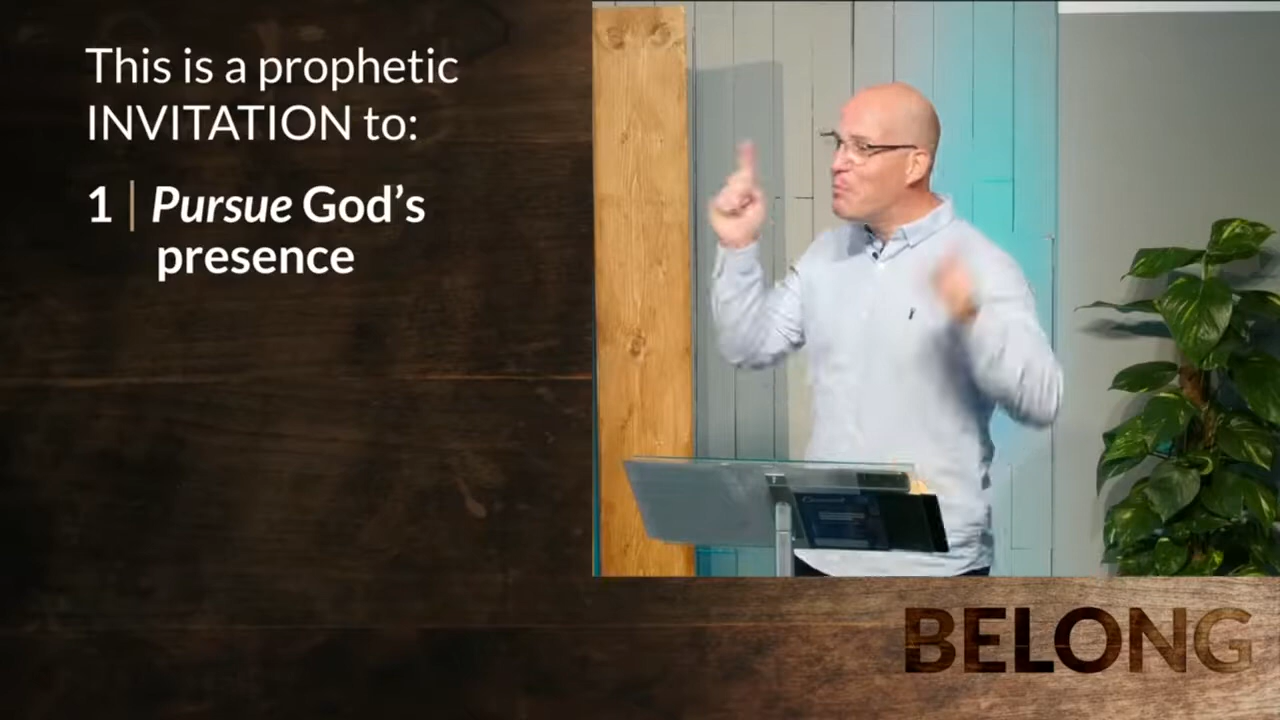 This is a prophetic
INVITATION to:
1 | Pursue God's
presence
BELONG